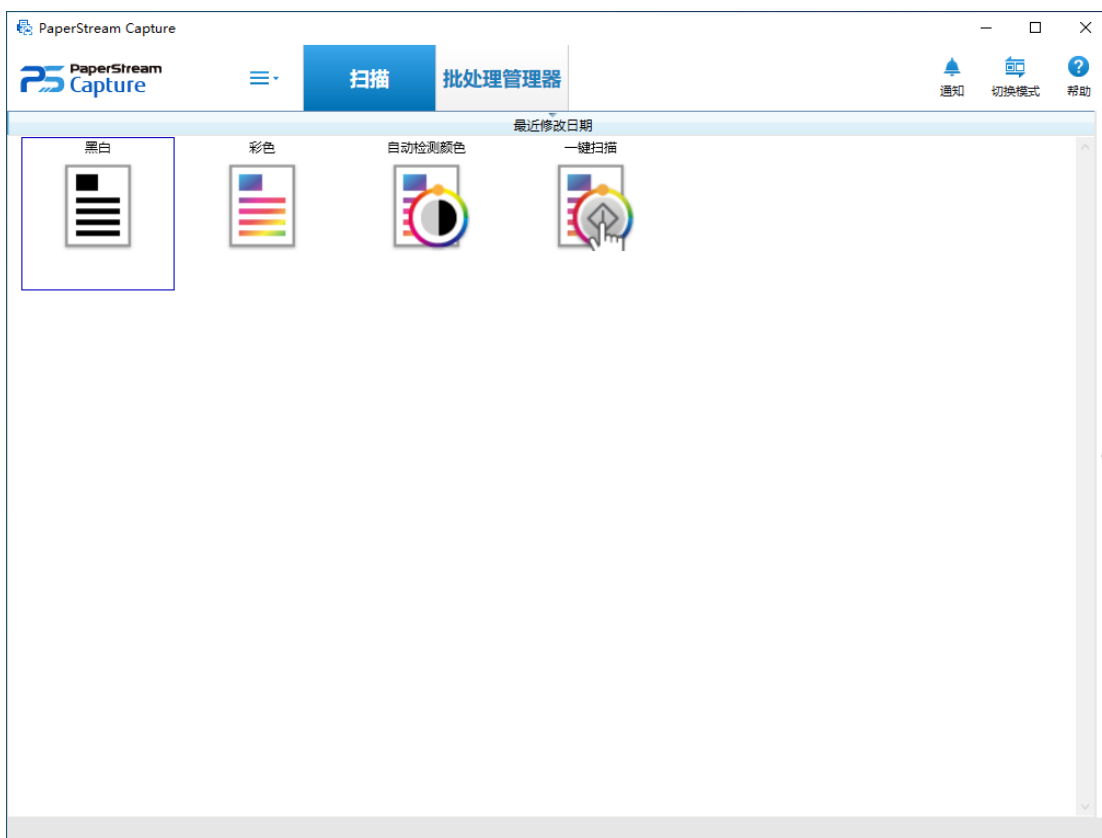 PaperStream Capture
PaperStream
Capture
扫描
批处理管理器
通知
切换模式
帮助
最近修改日期
黑白
彩色
自动检测颜色
一键扫描